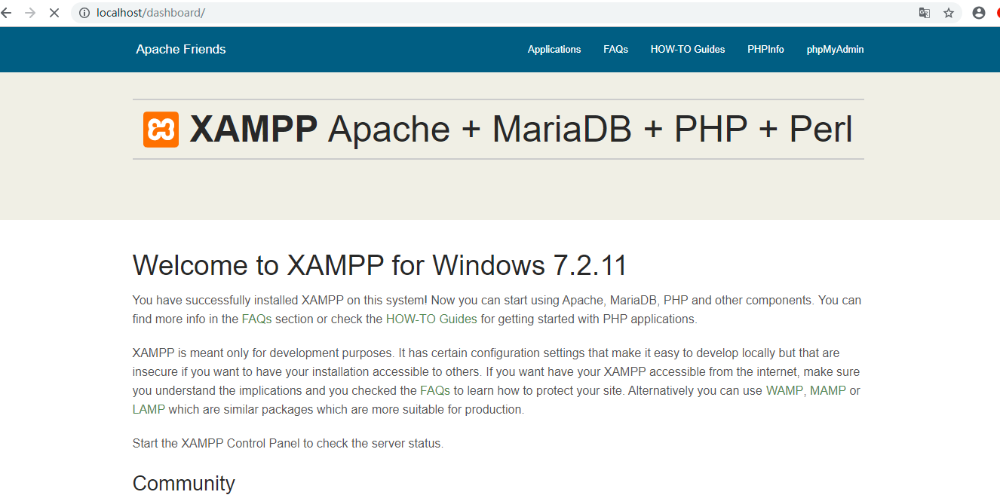 localhost/dashboard/
Apache Friends
Applications FAQs HOW-TO Guides PHPInfo phpMyAdmin
XAMPP Apache + MariaDB + PHP + Perl
Welcome to XAMPP for Windows 7.2.11
You have successfully installed XAMPP on this system! Now you can start using Apache, MariaDB, PHP and other components. You can
find more info in the FAQs section or check the HOW-TO Guides for getting started with PHP applications.
XAMPP is meant only for development purposes. It has certain configuration settings that make it easy to develop locally but that are
insecure if you want to have your installation accessible to others. If you want have your XAMPP accessible from the internet, make sure
you understand the implications and you checked the FAQs to learn how to protect your site. Alternatively you can use WAMP, MAMP or
LAMP which are similar packages which are more suitable for production.
Start the XAMPP Control Panel to check the server status.
Community